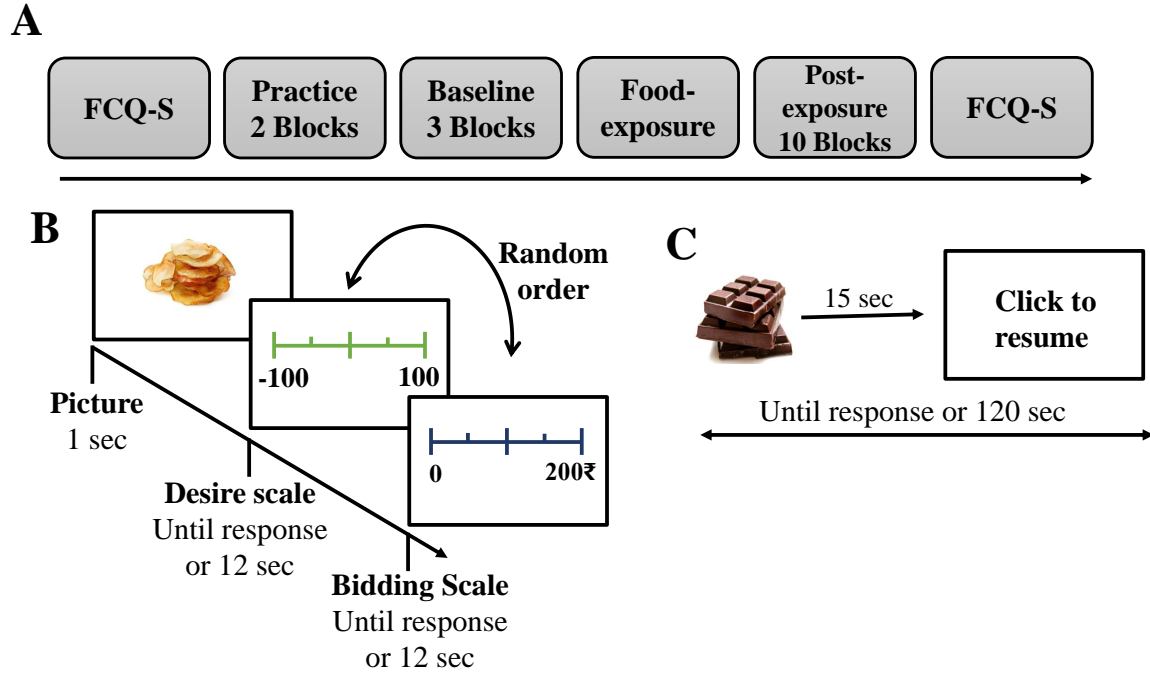 A
FCQ-S
Practice
2 Blocks
Baseline
3 Blocks
Food-
exposure
Post-
exposure
10 Blocks
FCQ-S
B
Random
order
-100 100
0 200₹
Picture
1 sec
Desire scale
Until response
or 12 sec
Bidding Scale
Until response
or 12 sec
C
15 sec
Click to
resume
Until response or 120 sec